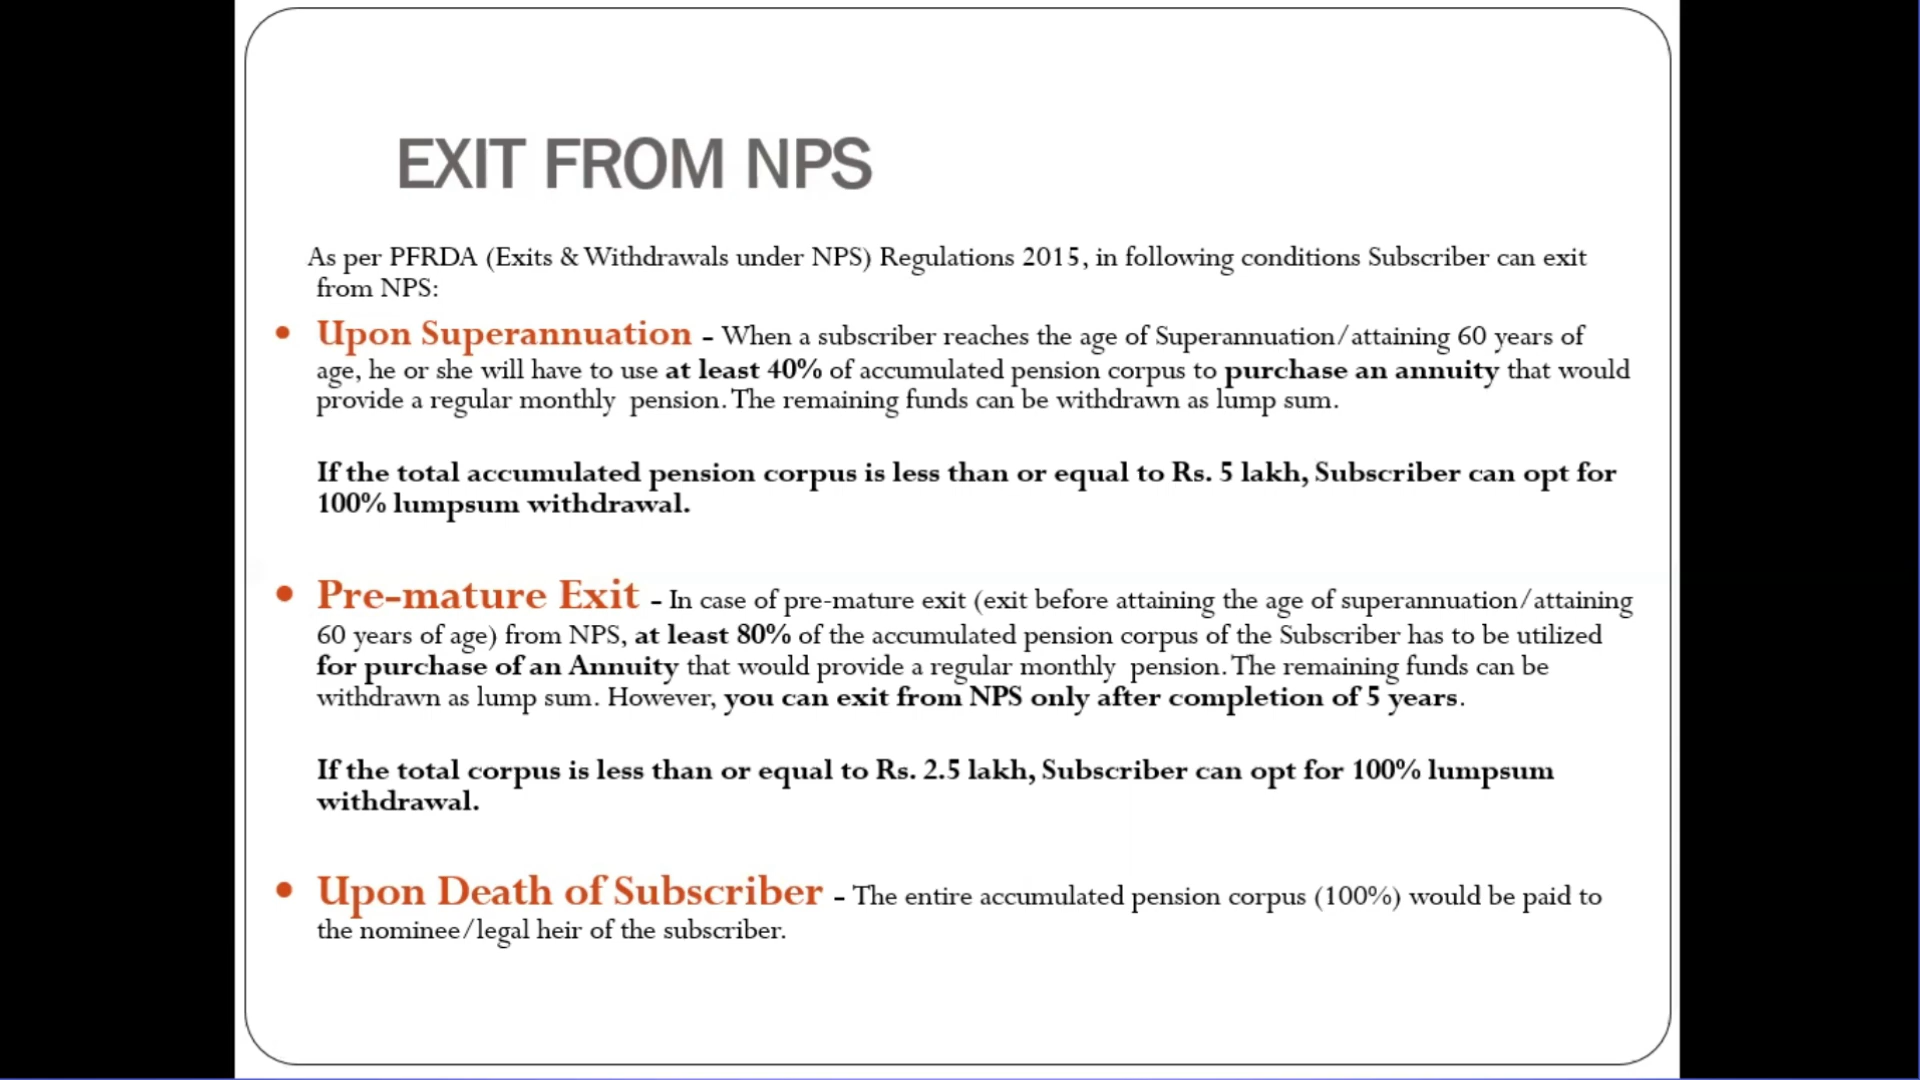 EXIT FROM NPS
As per PFRDA (Exits & Withdrawals under NPS) Regulations 2015, in following conditions Subscriber can exit
from NPS:
• Upon Superannuation – When a subscriber reaches the age of Superannuation/attaining 60 years of
age, he or she will have to use at least 40% of accumulated pension corpus to purchase an annuity that would
provide a regular monthly pension. The remaining funds can be withdrawn as lump sum.
If the total accumulated pension corpus is less than or equal to Rs. 5 lakh, Subscriber can opt for
100% lumpsum withdrawal.
• Pre-mature Exit – In case of pre-mature exit (exit before attaining the age of superannuation/attaining
60 years of age) from NPS, at least 80% of the accumulated pension corpus of the Subscriber has to be utilized
for purchase of an Annuity that would provide a regular monthly pension. The remaining funds can be
withdrawn as lump sum. However, you can exit from NPS only after completion of 5 years.
If the total corpus is less than or equal to Rs. 2.5 lakh, Subscriber can opt for 100% lumpsum
withdrawal.
• Upon Death of Subscriber – The entire accumulated pension corpus (100%) would be paid to
the nominee/legal heir of the subscriber.